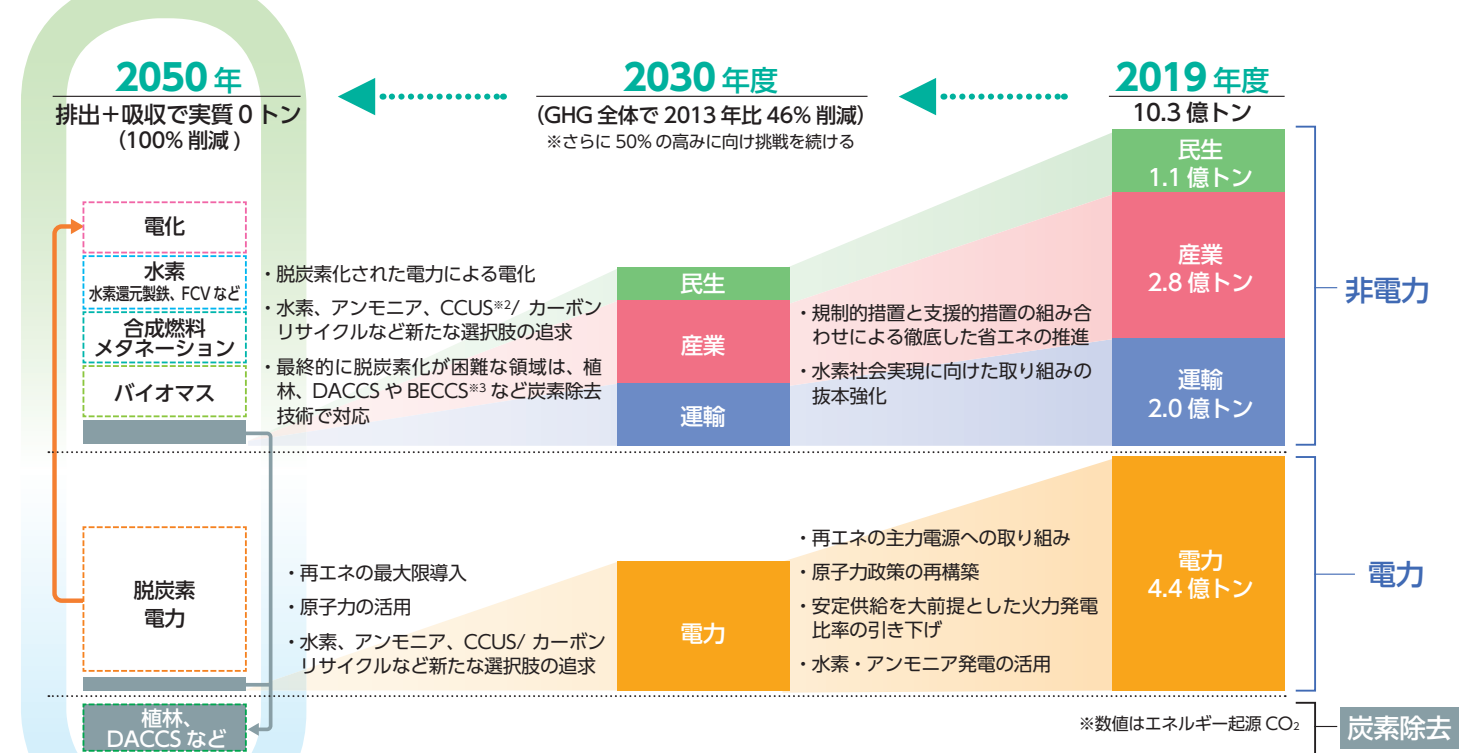 2050年
排出+吸収で実質0トン
(100%削減)
2030年度
(GHG全体で2013年比46%削減)
※さらに50%の高みに向け挑戦を続ける
2019年度
10.3億トン
電化
水素
水素還元製鉄、FCVなど
合成燃料
メタネーション
バイオマス
・脱炭素化された電力による電化
・水素、アンモニア、CCUS※2/カーボン
リサイクルなど新たな選択肢の追求
・最終的に脱炭素化が困難な領域は、植
林、DACCSやBECCS※3など炭素除去
技術で対応
民生
産業
運輸
・規制的措置と支援的措置の組み合
わせによる徹底した省エネの推進
・水素社会実現に向けた取り組みの
抜本強化
民生
1.1億トン
産業
2.8億トン
運輸
2.0億トン
非電力
脱炭素
電力
・再エネの最大限導入
・原子力の活用
・水素、アンモニア、CCUS/カーボン
リサイクルなど新たな選択肢の追求
電力
・再エネの主力電源への取り組み
・原子力政策の再構築
・安定供給を大前提とした火力発電
比率の引き下げ
・水素・アンモニア発電の活用
電力
4.4億トン
電力
植林、
DACCSなど
※数値はエネルギー起源CO2
炭素除去